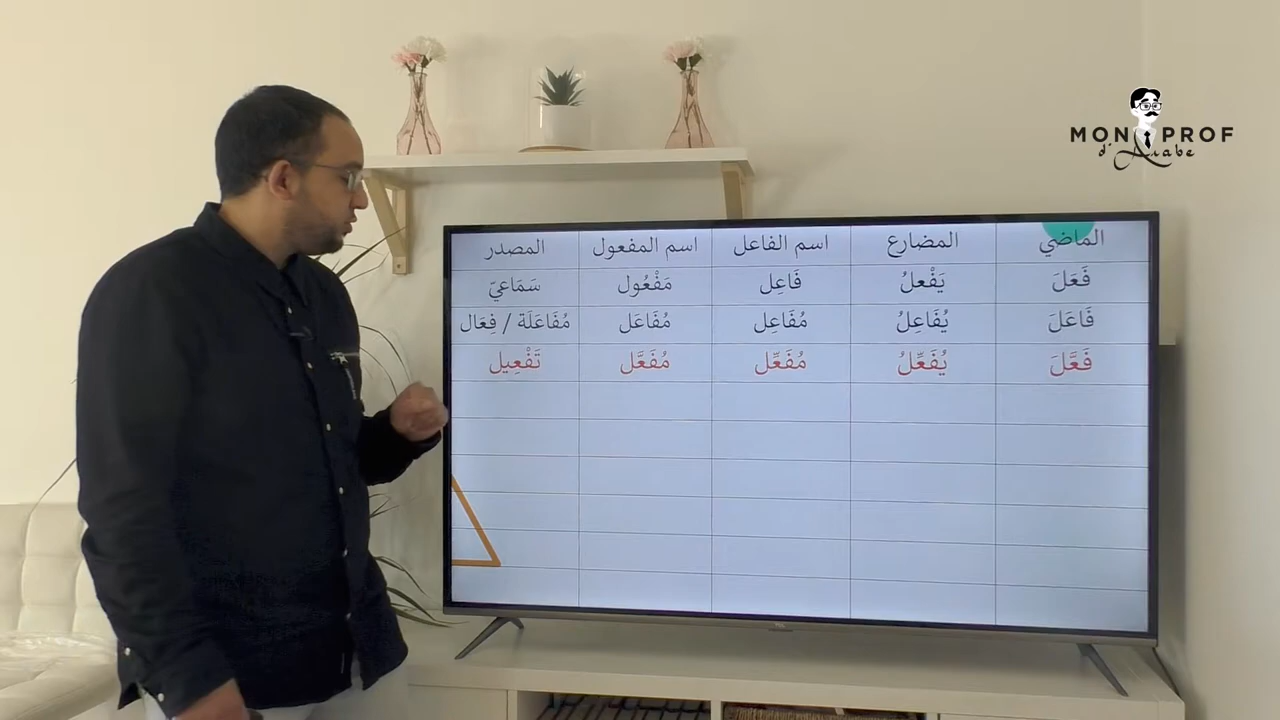 MON PROF
d'Arabe
الماضي المضارع اسم الفاعل اسم المفعول المصدر
فَعَلَ يَفْعلُ فَاعِل مَفْعُول سَمَاعيّ
فَاعَلَ يُفَاعِلُ مُفَاعِل مُفَاعَل مُفَاعَلَة / فِعَال
فَعَّلَ يُفَعِّلُ مُفَعِّل مُفَعَّل تَفْعِيل